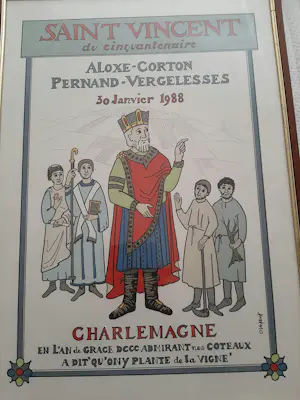 SAINT VINCENT
du cinquantenaire
ALOXE-CORTON
PERNAND-VERGELESSES
30 Janvier 1988
CHARLEMAGNE
EN L'AN de GRACE DCCC ADMIRANT nos COTEAUX
A DIT "QU'ON Y PLANTE de LA VIGNE"